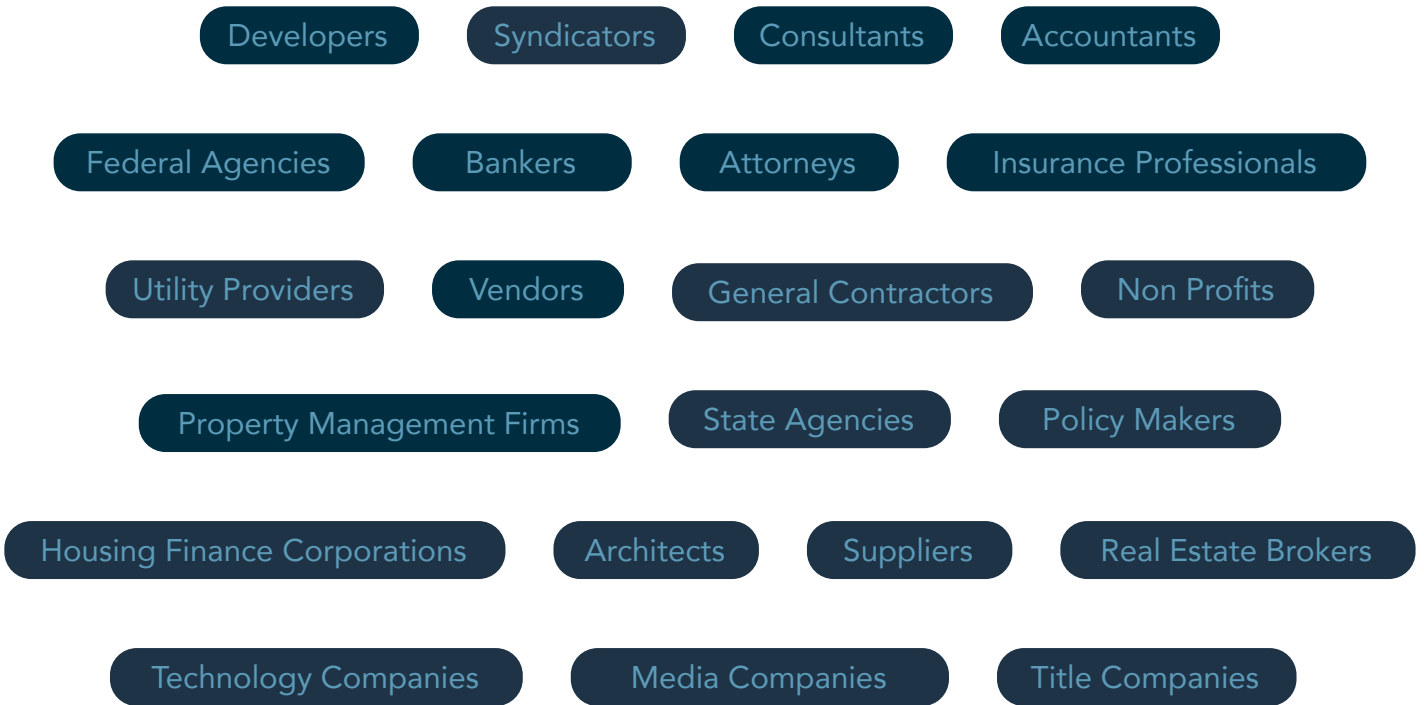 Developers Syndicators Consultants Accountants
Federal Agencies Bankers Attorneys Insurance Professionals
Utility Providers Vendors General Contractors Non Profits
Property Management Firms State Agencies Policy Makers
Housing Finance Corporations Architects Suppliers Real Estate Brokers
Technology Companies Media Companies Title Companies